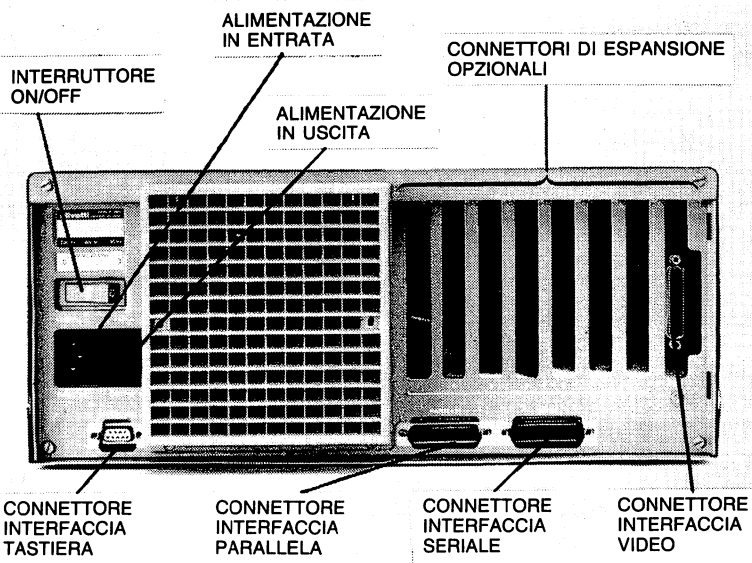 ALIMENTAZIONE
IN ENTRATA
CONNETTORI DI ESPANSIONE
OPZIONALI
INTERRUTTORE
ON/OFF
ALIMENTAZIONE
IN USCITA
olivetti
CONNETTORE
INTERFACCIA
TASTIERA
CONNETTORE
INTERFACCIA
PARALLELA
CONNETTORE
INTERFACCIA
SERIALE
CONNETTORE
INTERFACCIA
VIDEO